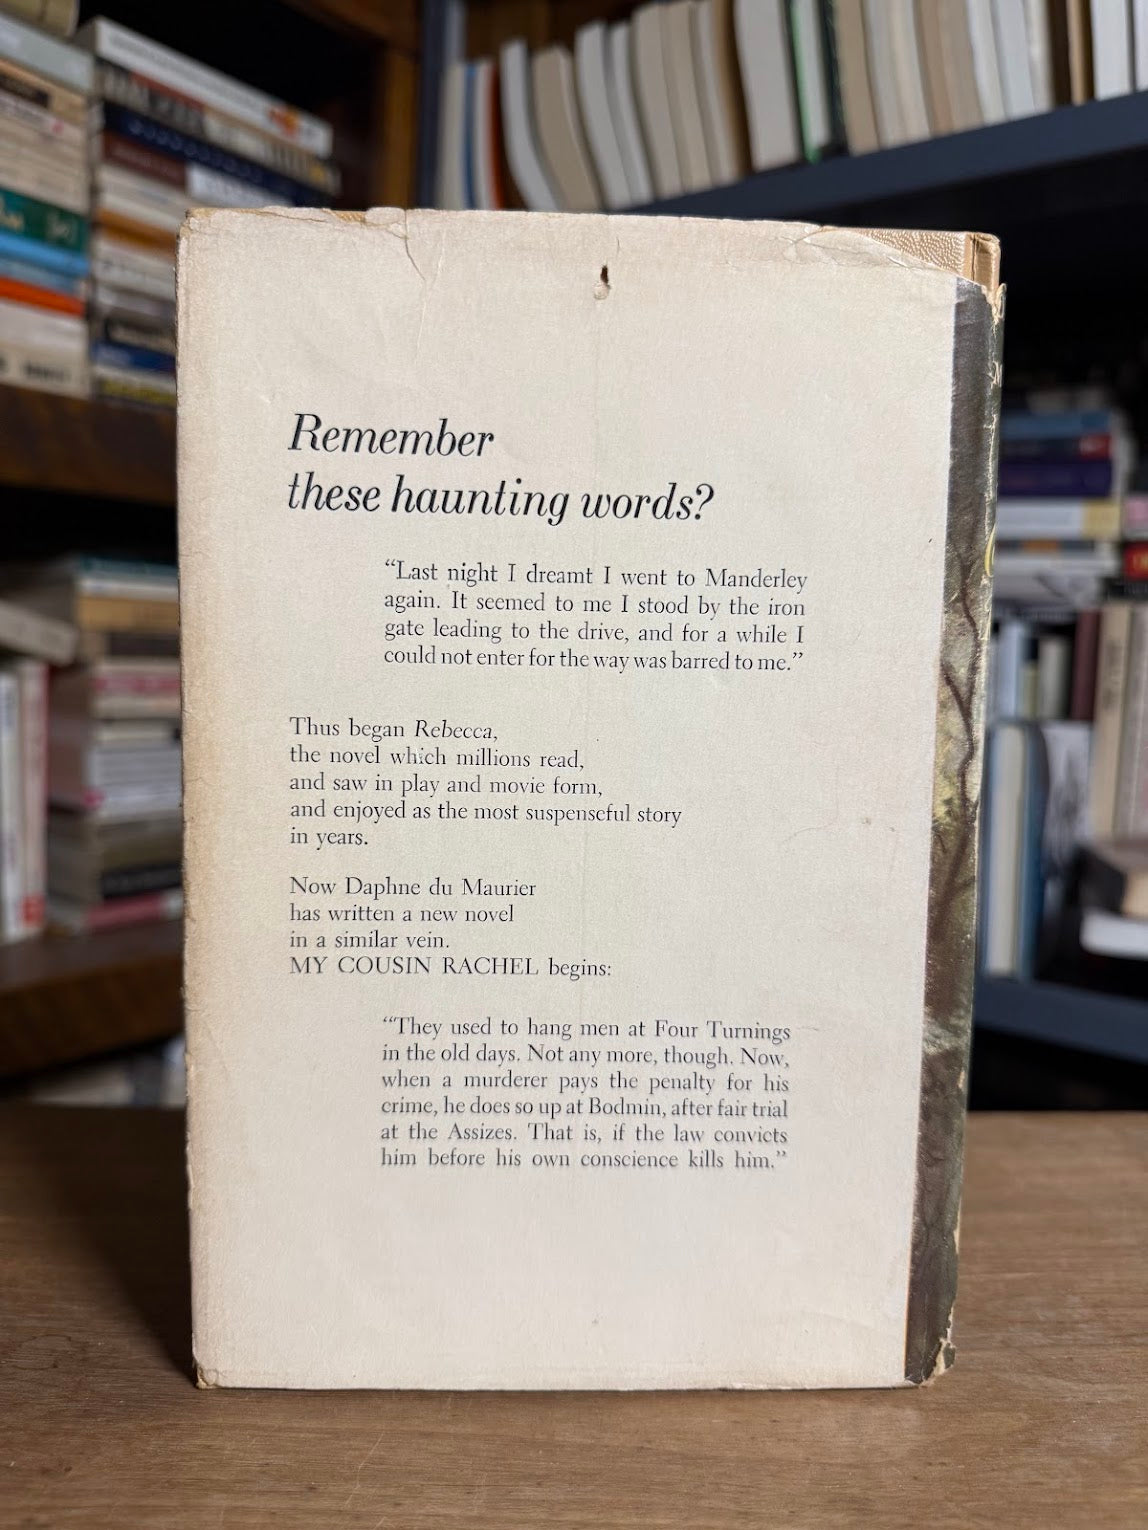 Remember
these haunting words?
“Last night I dreamt I went to Manderley
again. It seemed to me I stood by the iron
gate leading to the drive, and for a while I
could not enter for the way was barred to me.”
Thus began Rebecca,
the novel which millions read,
and saw in play and movie form,
and enjoyed as the most suspenseful story
in years.
Now Daphne du Maurier
has written a new novel
in a similar vein.
MY COUSIN RACHEL begins:
“They used to hang men at Four Turnings
in the old days. Not any more, though. Now,
when a murderer pays the penalty for his
crime, he does so up at Bodmin, after fair trial
at the Assizes. That is, if the law convicts
him before his own conscience kills him.”